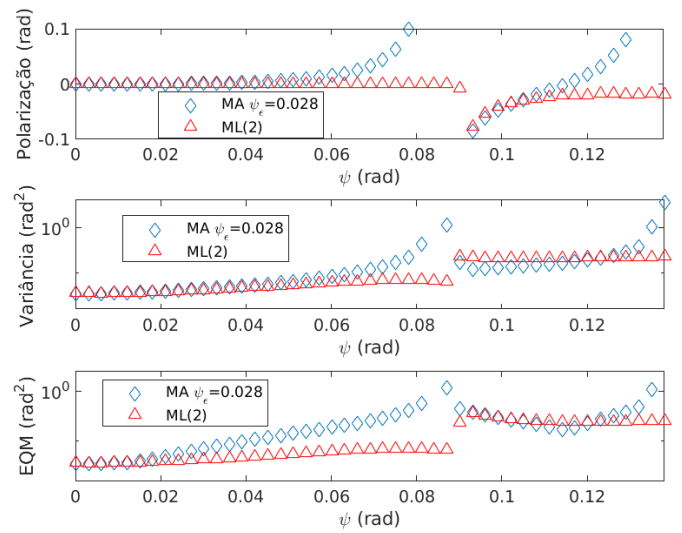 Polarização (rad)
0.1
0
-0.1
MA ψ_ϵ=0.028
ML(2)
0 0.02 0.04 0.06 0.08 0.1 0.12
ψ (rad)
Variância (rad²)
10⁰
MA ψ_ϵ=0.028
ML(2)
0 0.02 0.04 0.06 0.08 0.1 0.12
ψ (rad)
EQM (rad²)
10⁰
MA ψ_ϵ=0.028
ML(2)
0 0.02 0.04 0.06 0.08 0.1 0.12
ψ (rad)